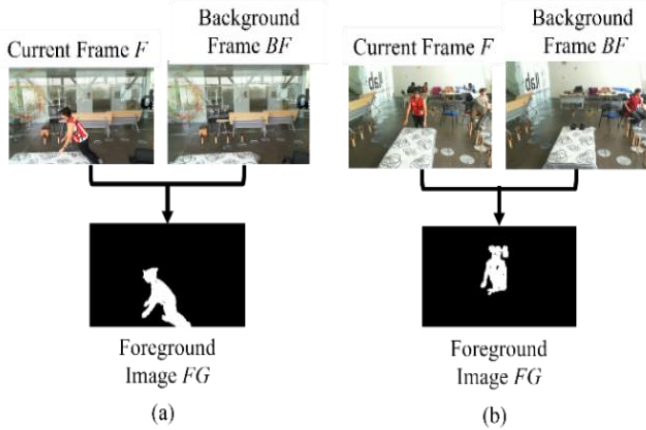 Current Frame F
Background
Frame BF
Foreground
Image FG
(a)
Current Frame F
Background
Frame BF
Foreground
Image FG
(b)